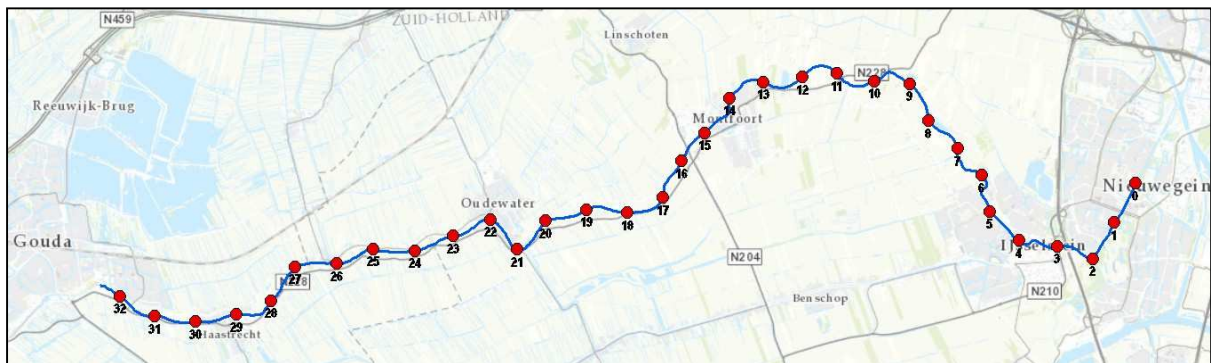 N459
ZUID-HOLLAND
Linschoten
Reeuwijk-Brug
N228
13
12
11
10
9
14
Montfoort
15
8
7
16
6
Nieuwegein
0
17
5
Oudewater
22
20
19
18
1
Gouda
23
21
4
IJsselstein
3
2
27
26
25
24
N204
N228
N210
Benschop
32
31
30
29
28
Haastrecht